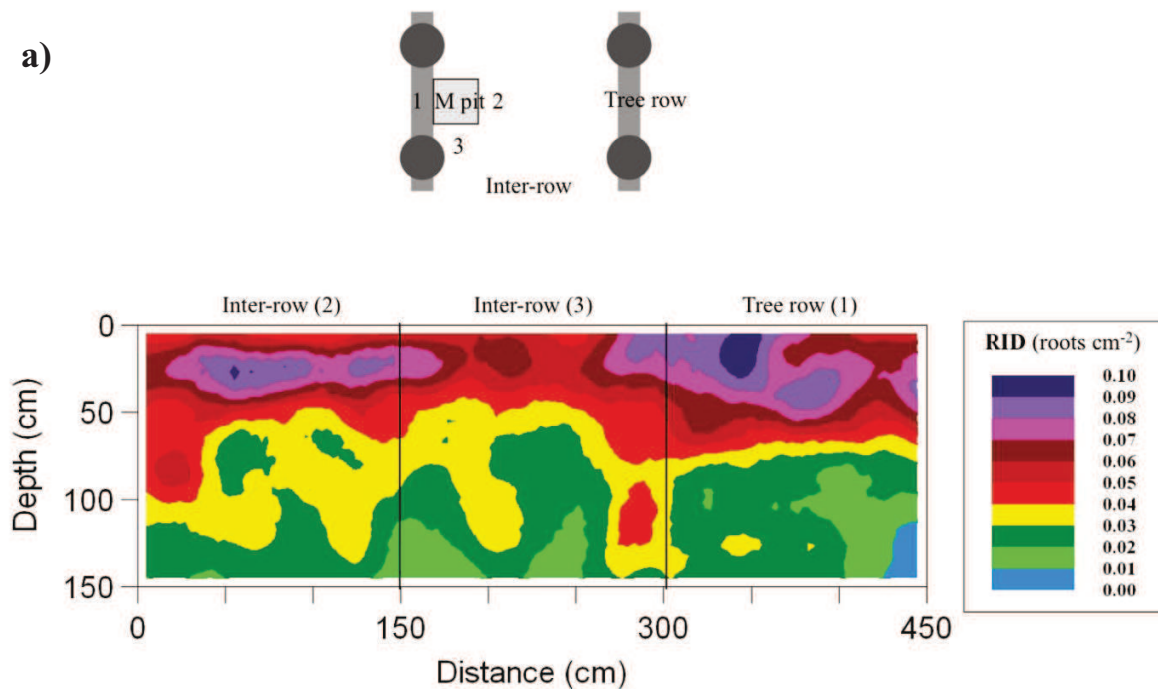 a)
1 M pit 2
Tree row
3
Inter-row
Inter-row (2) Inter-row (3) Tree row (1)
0
50
100
150
Depth (cm)
0 150 300 450
Distance (cm)
RID (roots cm⁻²)
0.10
0.09
0.08
0.07
0.06
0.05
0.04
0.03
0.02
0.01
0.00